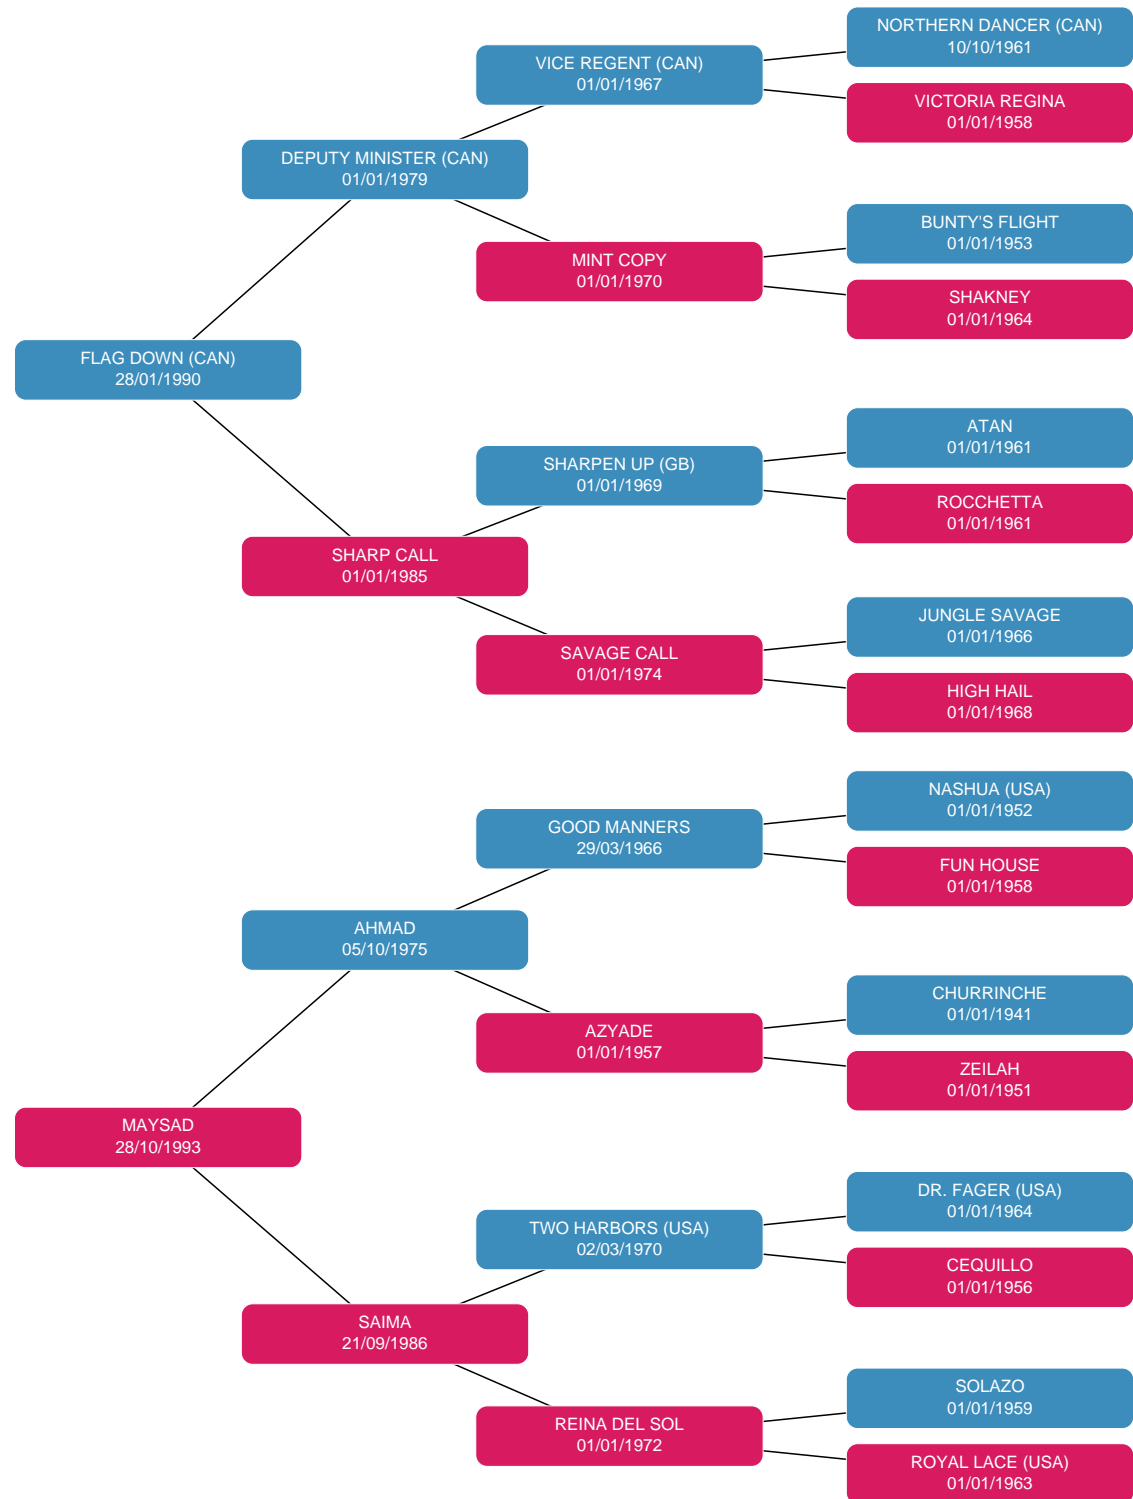 NORTHERN DANCER (CAN)
10/10/1961
VICE REGENT (CAN)
01/01/1967
VICTORIA REGINA
01/01/1958
DEPUTY MINISTER (CAN)
01/01/1979
BUNTY'S FLIGHT
01/01/1953
MINT COPY
01/01/1970
SHAKNEY
01/01/1964
FLAG DOWN (CAN)
28/01/1990
ATAN
01/01/1961
SHARPEN UP (GB)
01/01/1969
ROCCHETTA
01/01/1961
SHARP CALL
01/01/1985
JUNGLE SAVAGE
01/01/1966
SAVAGE CALL
01/01/1974
HIGH HAIL
01/01/1968
NASHUA (USA)
01/01/1952
GOOD MANNERS
29/03/1966
FUN HOUSE
01/01/1958
AHMAD
05/10/1975
CHURRINCHE
01/01/1941
AZYADE
01/01/1957
ZEILAH
01/01/1951
MAYSAD
28/10/1993
DR. FAGER (USA)
01/01/1964
TWO HARBORS (USA)
02/03/1970
CEQUILLO
01/01/1956
SAIMA
21/09/1986
SOLAZO
01/01/1959
REINA DEL SOL
01/01/1972
ROYAL LACE (USA)
01/01/1963